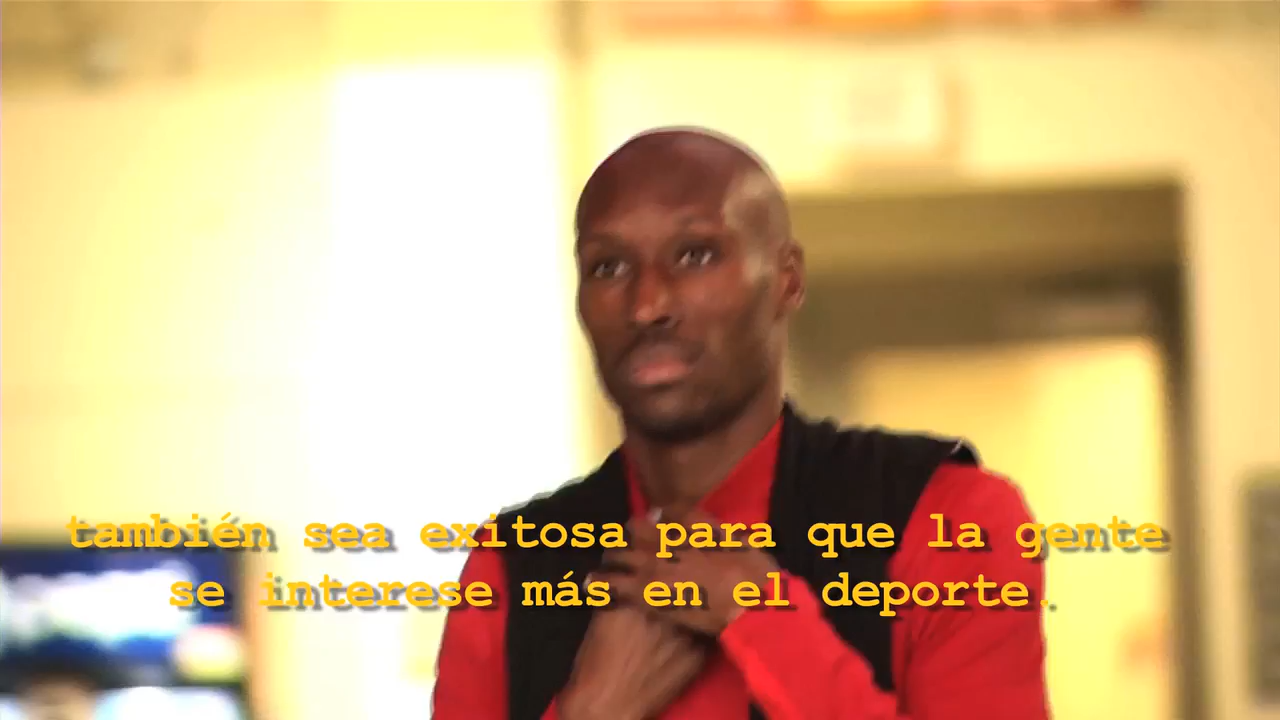 también sea exitosa para que la gente
se interese más en el deporte.